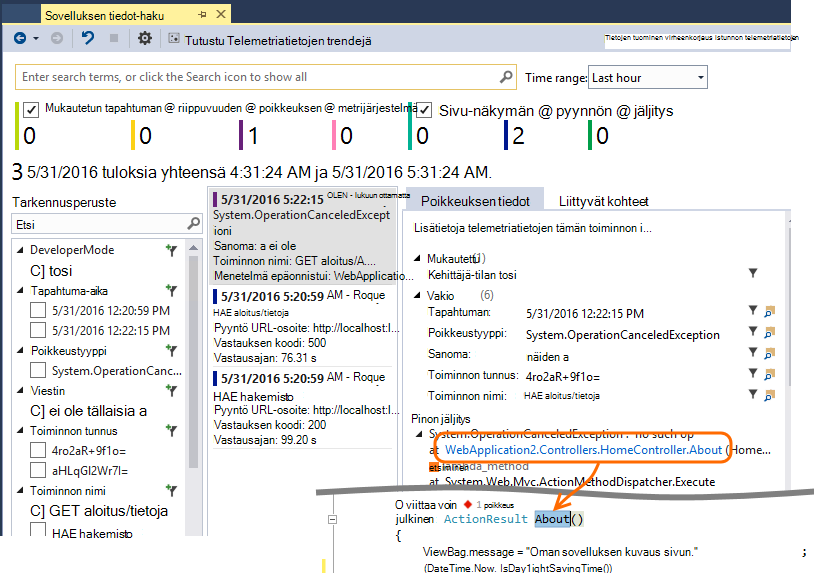 Sovelluksen tiedot-haku
Tutustu Telemetriatietojen trendejä
Tietojen tuominen virheenkorjaus istunnon telemetriatietojen
Enter search terms, or click the Search icon to show all
Time range: Last hour
Mukautetun tapahtuman @ riippuvuuden @ poikkeuksen @ metrijärjestelmä
Sivu-näkymän @ pyynnön @ jäljitys
0 0 1 0 0 2 0
3 5/31/2016 tuloksia yhteensä 4:31:24 AM ja 5/31/2016 5:31:24 AM.
Tarkennusperuste
Etsi
DeveloperMode
C] tosi
Tapahtuma-aika
5/31/2016 12:20:59 PM
5/31/2016 12:22:15 PM
Poikkeustyyppi
System.OperationCanc...
Viestin
C] ei ole tällaisia a
Toiminnon tunnus
4ro2aR+9f1o=
aHLqGl2Wr7I=
Toiminnon nimi
C] GET aloitus/tietoja
HAE hakemisto
5/31/2016 5:22:15 OLEN - lukuun ottamatta
System.OperationCanceledExcept
ioni
Sanoma: a ei ole
Toiminnon nimi: GET aloitus/A....
Menetelmä epäonnistui: WebApplicatio...
5/31/2016 5:20:59 AM - Roque
HAE aloitus/tietoja
Pyyntö URL-osoite: http://localhost:l...
Vastauksen koodi: 500
Vastausajan: 76.31 s
5/31/2016 5:20:59 AM - Roque
HAE hakemisto
Pyyntö URL-osoite: http://localhost:l...
Vastauksen koodi: 200
Vastausajan: 99.20 s
Poikkeuksen tiedot
Liittyvät kohteet
Lisätietoja telemetriatietojen tämän toiminnon i...
Mukautettu (1)
Kehittäjä-tilan tosi
Vakio (6)
Tapahtuman: 5/31/2016 12:22:15 PM
Poikkeustyyppi: System.OperationCanceledException
Sanoma: näiden a
Toiminnon tunnus: 4ro2aR+9f1o=
Toiminnon nimi: HAE aloitus/tietoja
Pinon jäljitys
System.OperationCanceledException : no such op
at WebApplication2.Controllers.HomeController.About (Home...
lambda_method
at System.Web.Mvc.ActionMethodDispatcher.Execute
O viittaa voin 1 poikkeus
julkinen ActionResult About()
{
ViewBag.message = "Oman sovelluksen kuvaus sivun." ;
(DateTime.Now. IsDay1ightSavingTime())